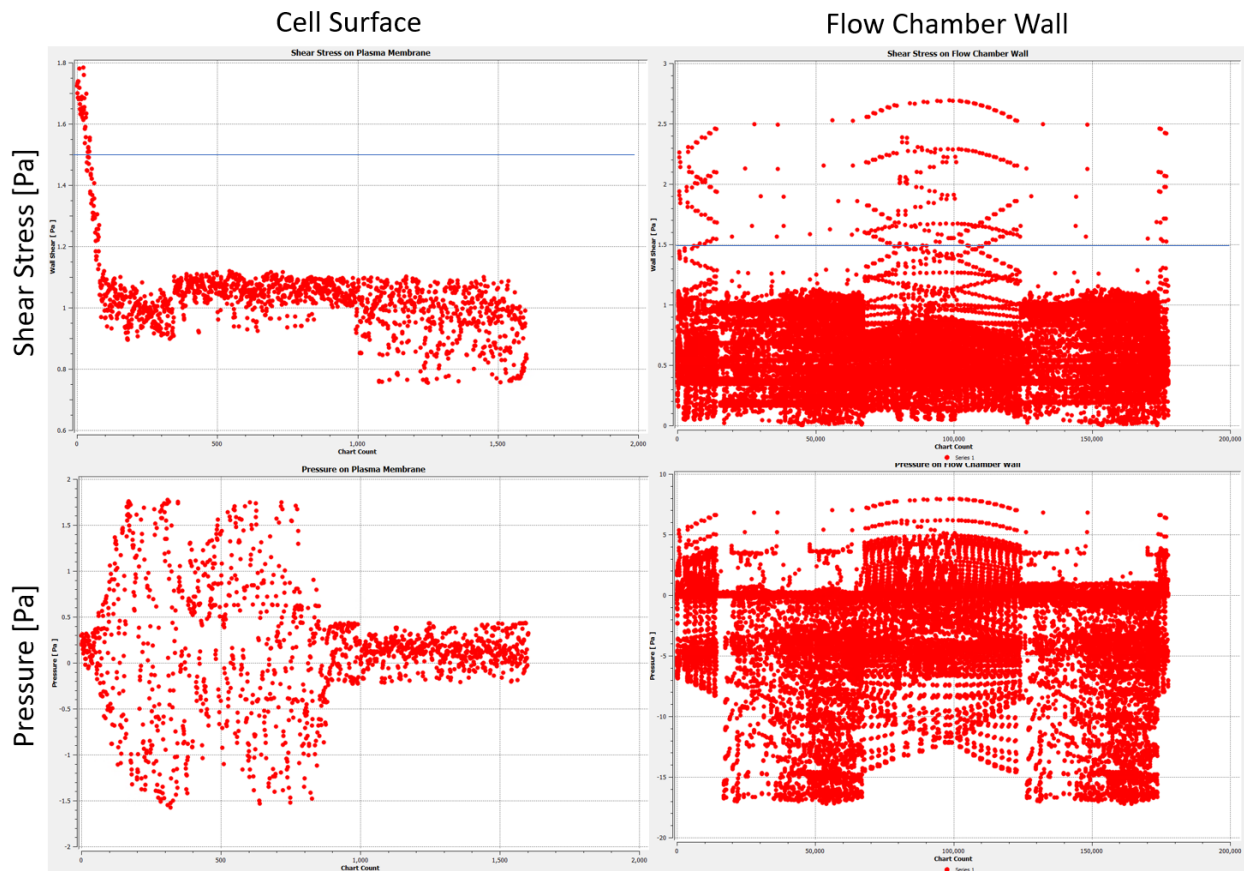 Cell Surface
Flow Chamber Wall
Shear Stress [Pa]
Shear Stress on Plasma Membrane
Wall Shear [ Pa ]
1.8
1.6
1.4
1.2
1
0.8
0.6
0
500
1,000
1,500
2,000
Chart Count
Shear Stress on Flow Chamber Wall
Wall Shear [ Pa ]
3
2.5
2
1.5
1
0.5
0
0
50,000
100,000
150,000
200,000
Chart Count
Series 1
Pressure [Pa]
Pressure on Plasma Membrane
Pressure [ Pa ]
2
1.5
1
0.5
0
-0.5
-1
-1.5
-2
0
500
1,000
1,500
2,000
Chart Count
Pressure on Flow Chamber Wall
Pressure [ Pa ]
10
5
0
-5
-10
-15
-20
0
50,000
100,000
150,000
200,000
Chart Count
Series 1